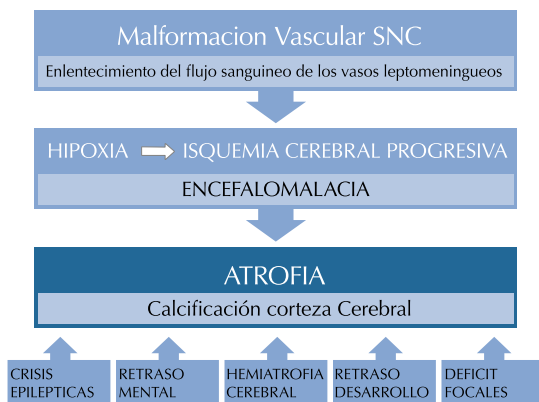 Malformacion Vascular SNC
Enlentecimiento del flujo sanguineo de los vasos leptomeningueos
HIPOXIA ISQUEMIA CEREBRAL PROGRESIVA
ENCEFALOMALACIA
ATROFIA
Calcificación corteza Cerebral
CRISIS
EPILEPTICAS
RETRASO
MENTAL
HEMIATROFIA
CEREBRAL
RETRASO
DESARROLLO
DEFICIT
FOCALES